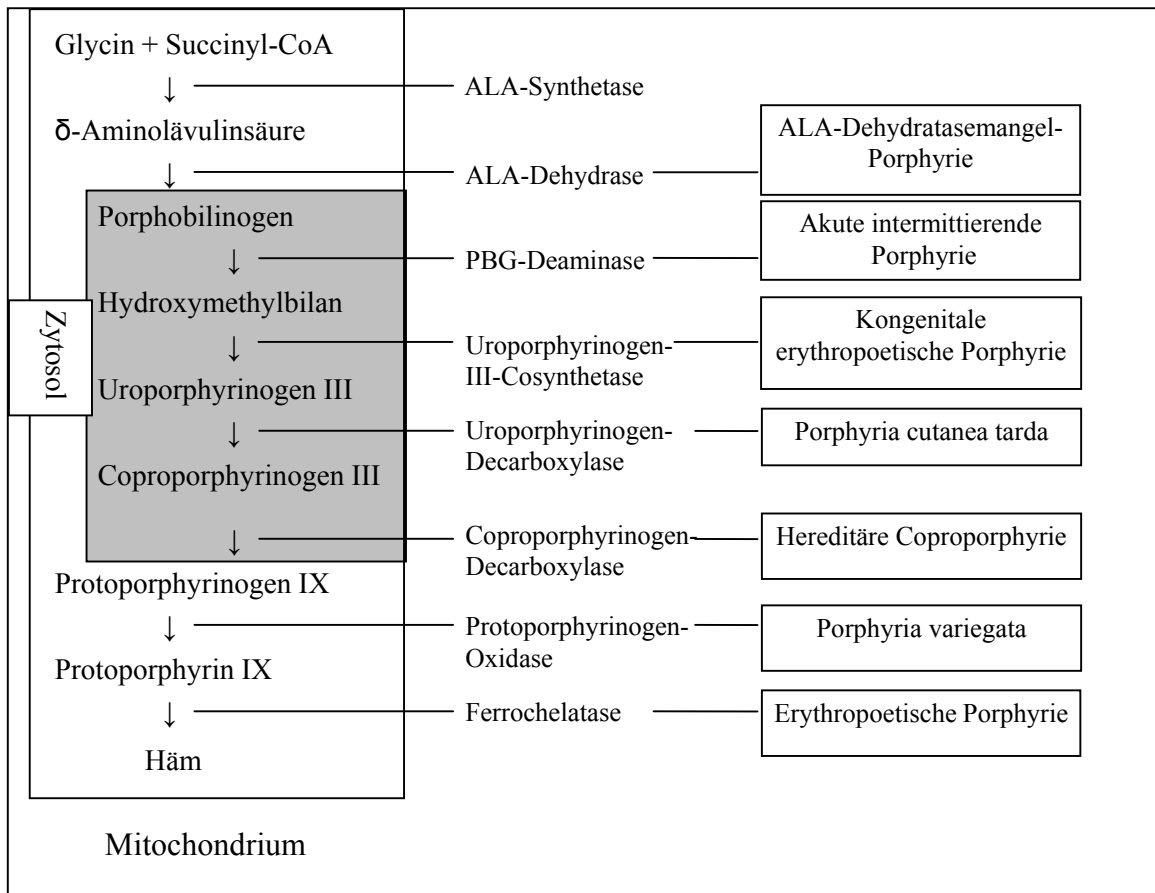 Glycin + Succinyl-CoA
↓
ALA-Synthetase
δ-Aminolävulinsäure
↓
ALA-Dehydrase
ALA-Dehydratasemangel-
Porphyrie
Porphobilinogen
↓
PBG-Deaminase
Akute intermittierende
Porphyrie
Hydroxymethylbilan
↓
Uroporphyrinogen-
III-Cosynthetase
Kongenitale
erythropoetische Porphyrie
Zytosol
Uroporphyrinogen III
↓
Uroporphyrinogen-
Decarboxylase
Porphyria cutanea tarda
Coproporphyrinogen III
↓
Coproporphyrinogen-
Decarboxylase
Hereditäre Coproporphyrie
Protoporphyrinogen IX
↓
Protoporphyrinogen-
Oxidase
Porphyria variegata
Protoporphyrin IX
↓
Ferrochelatase
Erythropoetische Porphyrie
Häm
Mitochondrium